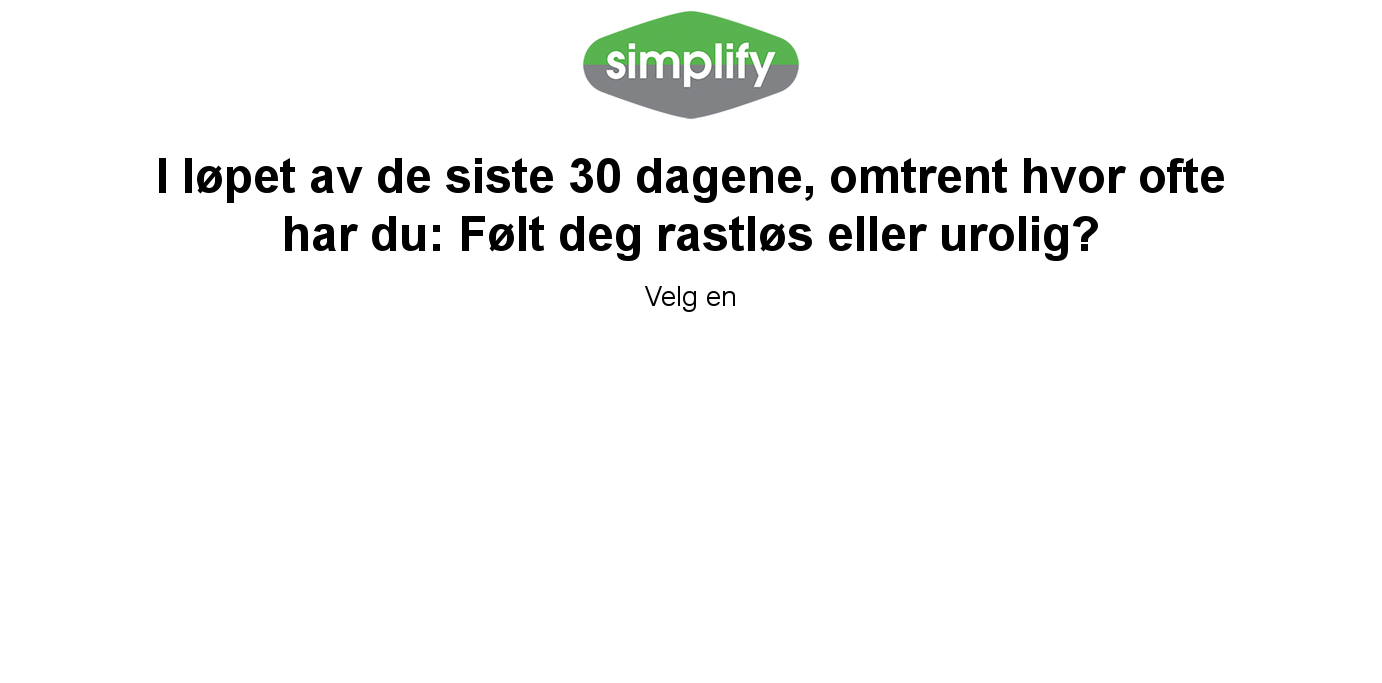 simplify
I løpet av de siste 30 dagene, omtrent hvor ofte
har du: Følt deg rastløs eller urolig?
Velg en